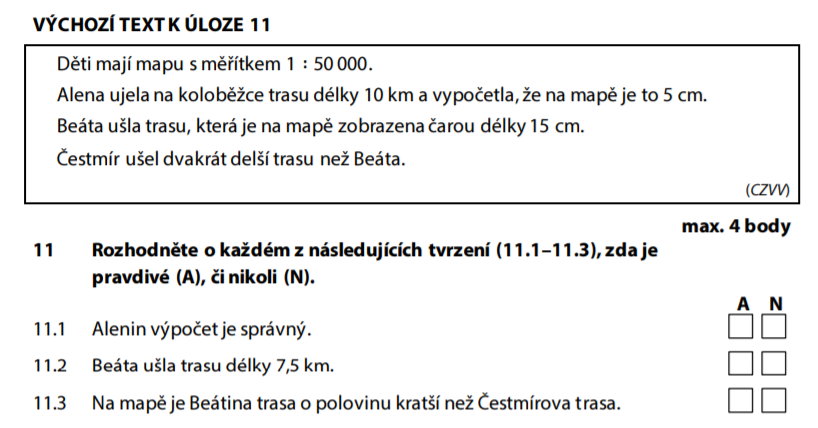 VÝCHOZÍ TEXT K ÚLOZE 11
Děti mají mapu s měřítkem 1 : 50 000.
Alena ujela na koloběžce trasu délky 10 km a vypočetla, že na mapě je to 5 cm.
Beáta ušla trasu, která je na mapě zobrazena čarou délky 15 cm.
Čestmír ušel dvakrát delší trasu než Beáta.
(CZVV)
max. 4 body
11 Rozhodněte o každém z následujících tvrzení (11.1–11.3), zda je
pravdivé (A), či nikoli (N).
A N
11.1 Alenin výpočet je správný.
11.2 Beáta ušla trasu délky 7,5 km.
11.3 Na mapě je Beátina trasa o polovinu kratší než Čestmírova trasa.